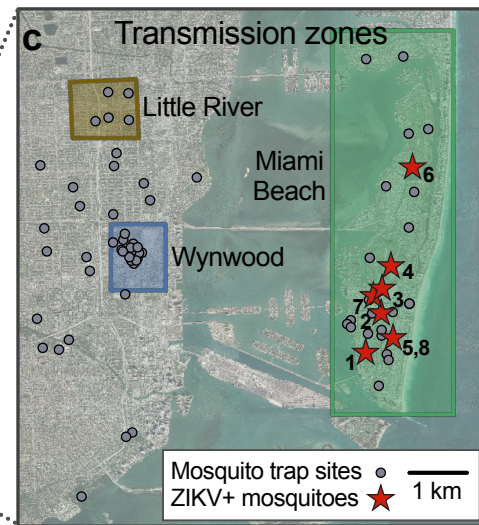 c
Transmission zones
Little River
Miami
Beach
6
Wynwood
4
7
3
2
1
5,8
Mosquito trap sites
ZIKV+ mosquitoes
1 km